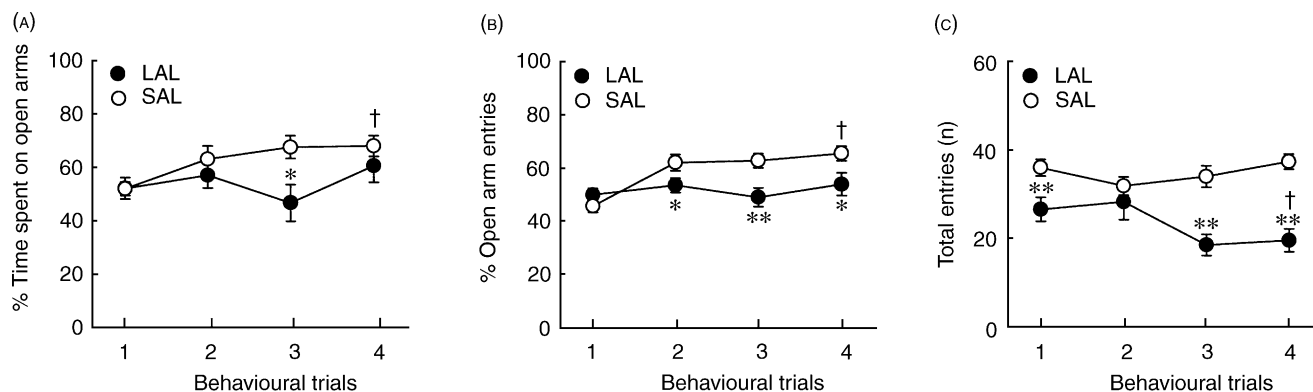 (A)
% Time spent on open arms
100
80
60
40
20
0
LAL
SAL
†
*
1 2 3 4
Behavioural trials
(B)
% Open arm entries
100
80
60
40
20
0
LAL
SAL
†
* ** *
1 2 3 4
Behavioural trials
(C)
Total entries (n)
60
40
20
0
LAL
SAL
**
†
** **
1 2 3 4
Behavioural trials